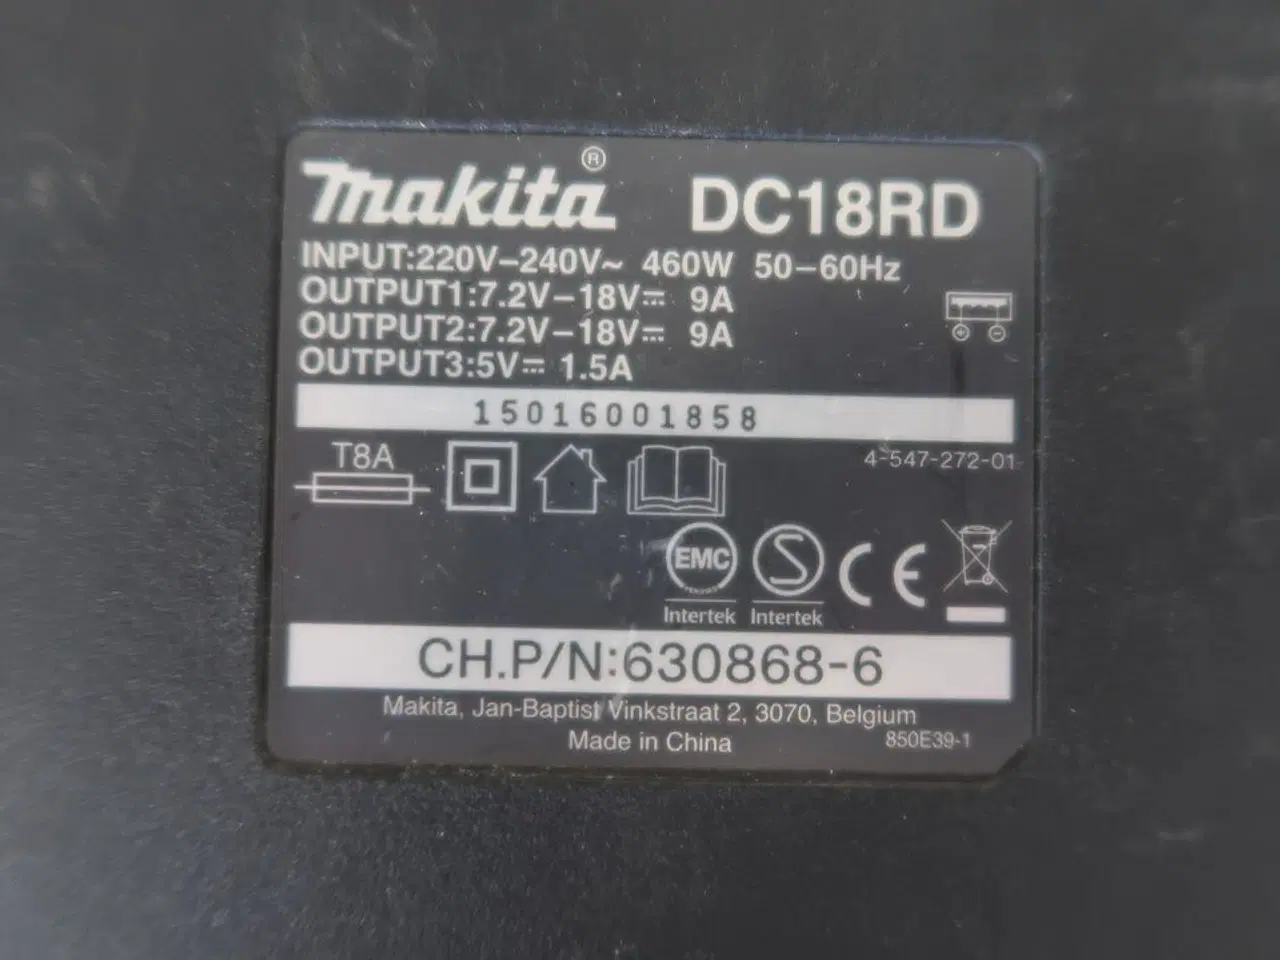 makita® DC18RD
INPUT:220V–240V~ 460W 50–60Hz
OUTPUT1:7.2V–18V⎓ 9A
OUTPUT2:7.2V–18V⎓ 9A
OUTPUT3:5V⎓ 1.5A
15016001858
T8A
4-547-272-01
EMC
S
CE
Intertek Intertek
CH.P/N:630868-6
Makita, Jan-Baptist Vinkstraat 2, 3070, Belgium
Made in China 850E39-1